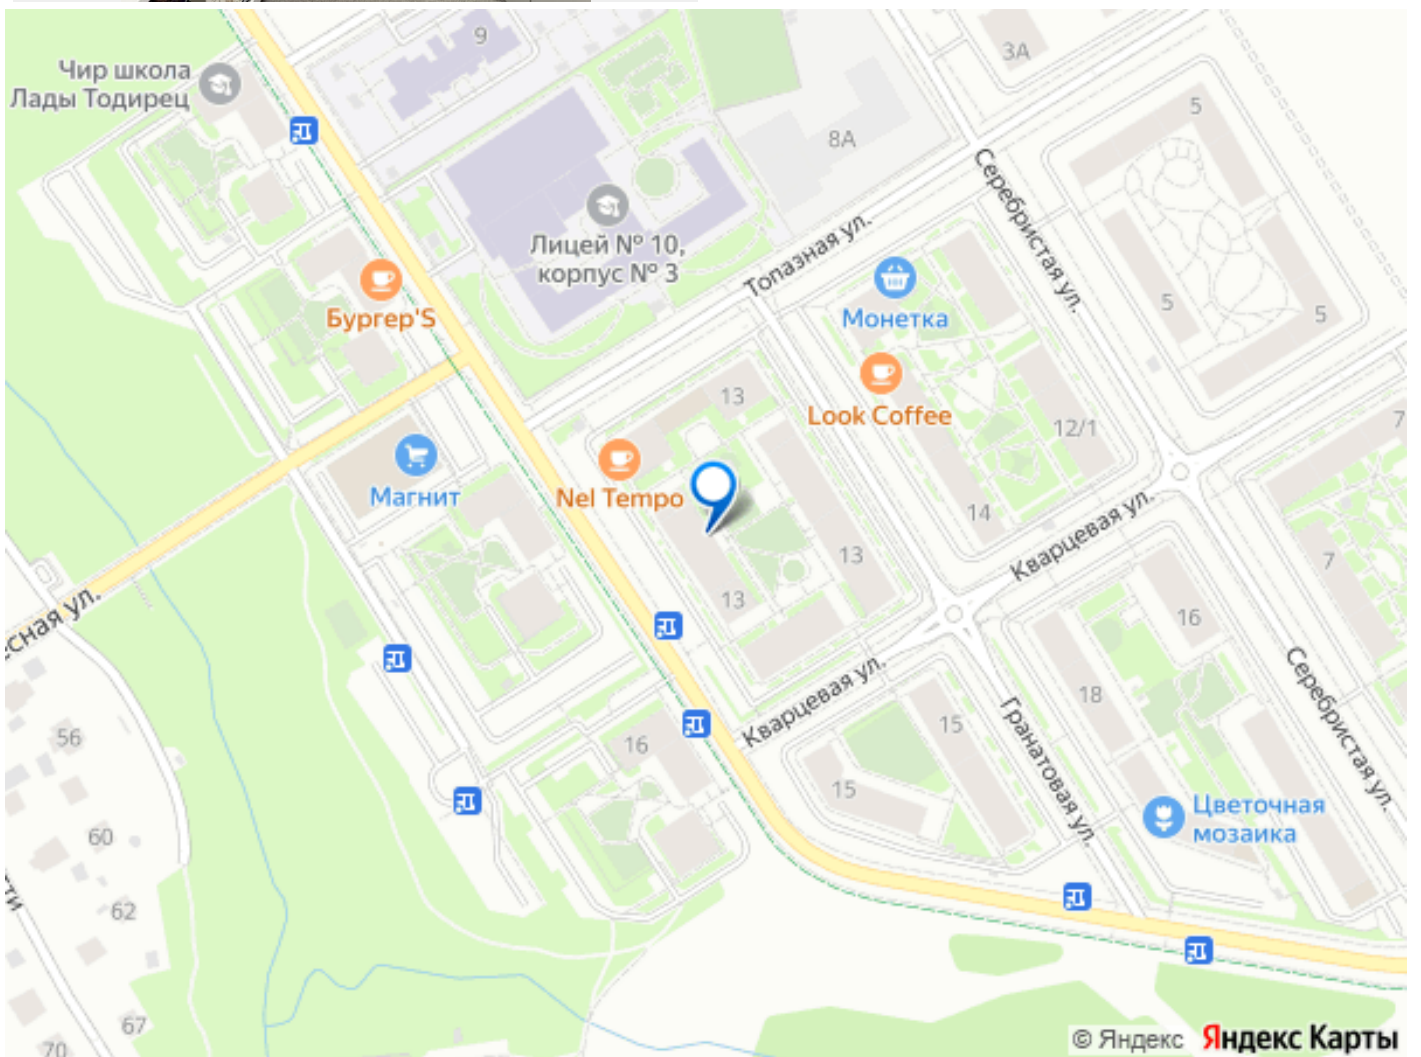 9
3А
Чир школа
Лады Тодирец
5
8А
Серебристая ул.
Лицей № 10,
корпус № 3
Топазная ул.
Бургер'S
Монетка
5
5
13
Look Coffee
12/1
7
Магнит
Nel Tempo
14
Кварцевая ул.
13
7
13
16
сная ул.
Кварцевая ул.
18
Серебристая ул.
56
16
15
Гранатовая ул.
15
Цветочная
мозаика
60
62
ти
67
70
© Яндекс Яндекс Карты